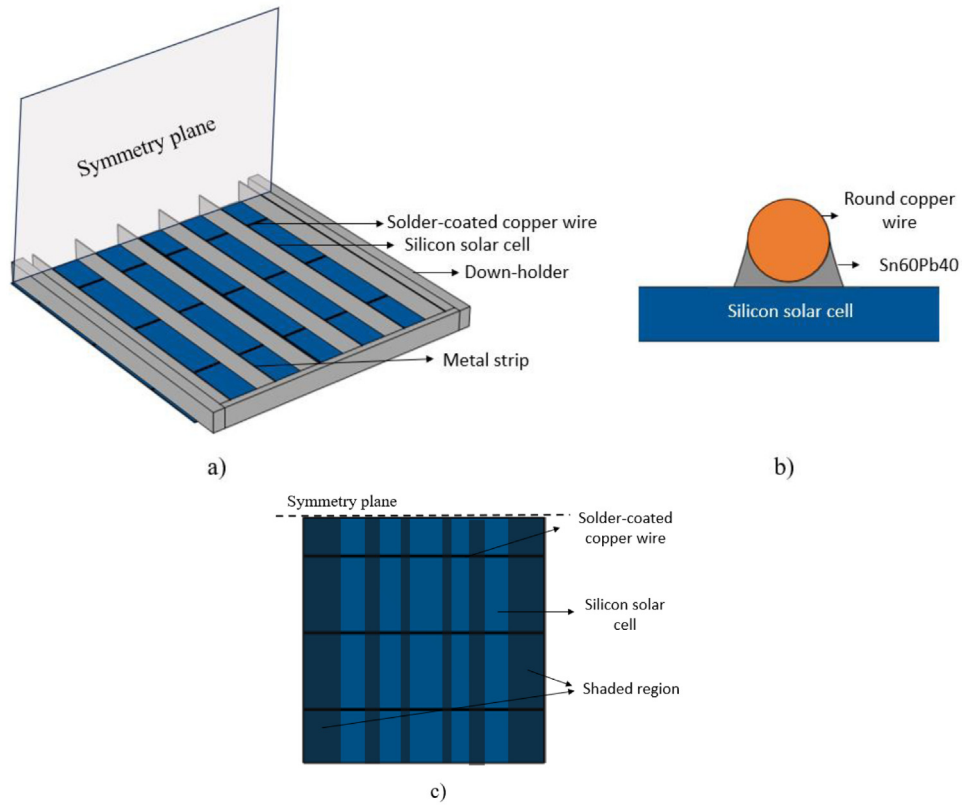 Symmetry plane
Solder-coated copper wire
Silicon solar cell
Down-holder
Metal strip
a)
Round copper
wire
Sn60Pb40
Silicon solar cell
b)
Symmetry plane
Solder-coated
copper wire
Silicon solar
cell
Shaded region
c)